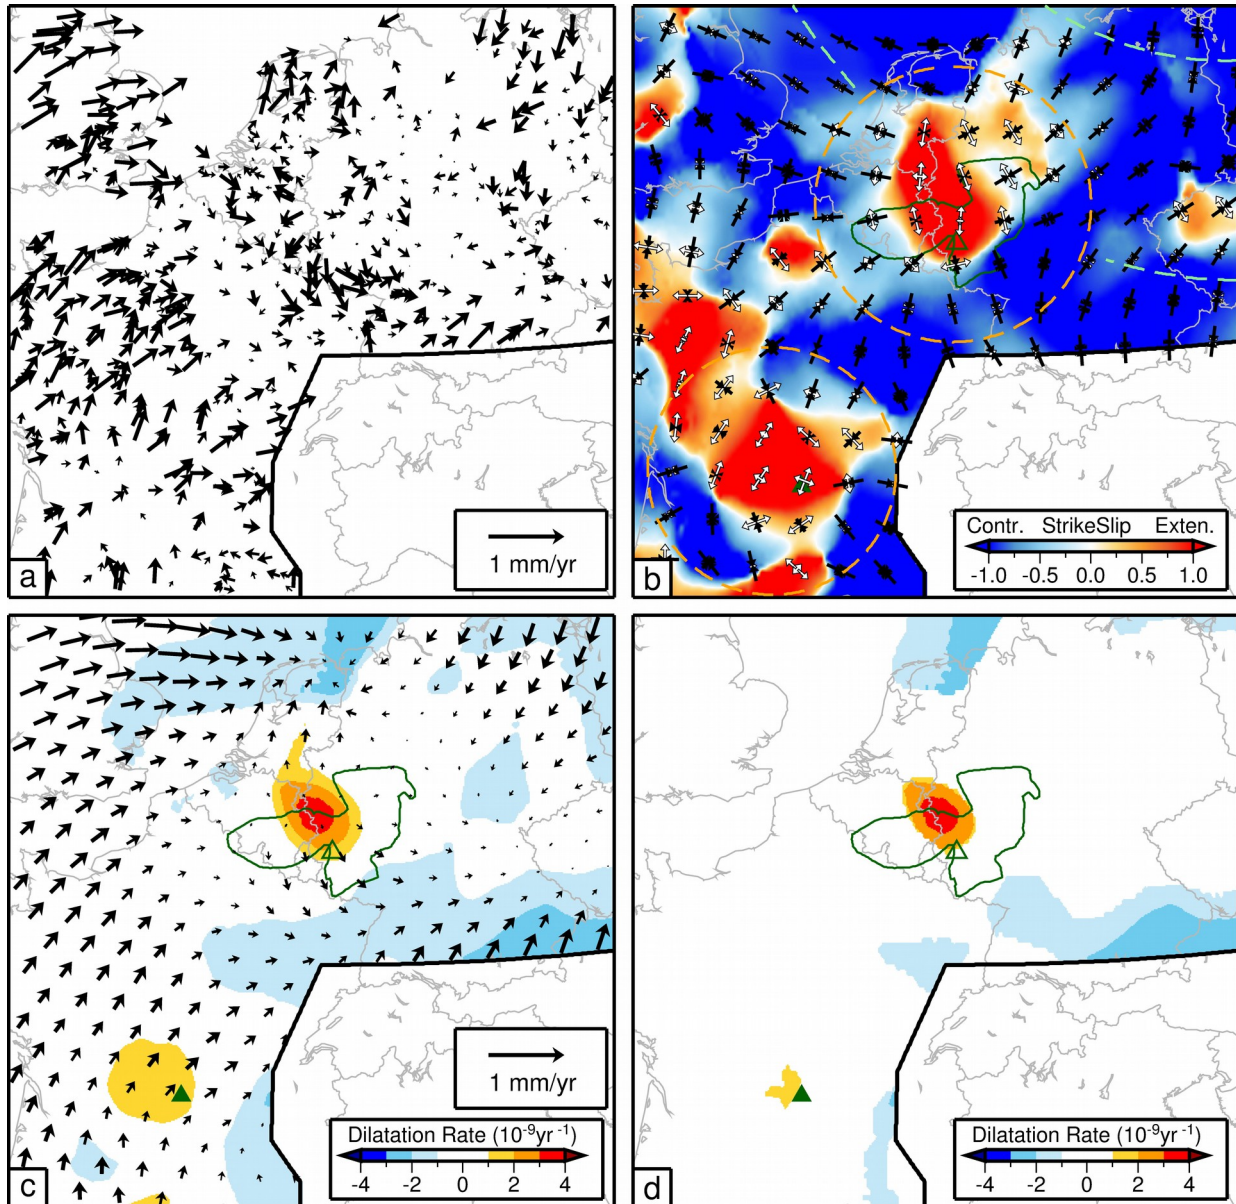 a
1 mm/yr
b
Contr. StrikeSlip Exten.
-1.0 -0.5 0.0 0.5 1.0
c
1 mm/yr
Dilatation Rate (10⁻⁹yr⁻¹)
-4 -2 0 2 4
d
Dilatation Rate (10⁻⁹yr⁻¹)
-4 -2 0 2 4